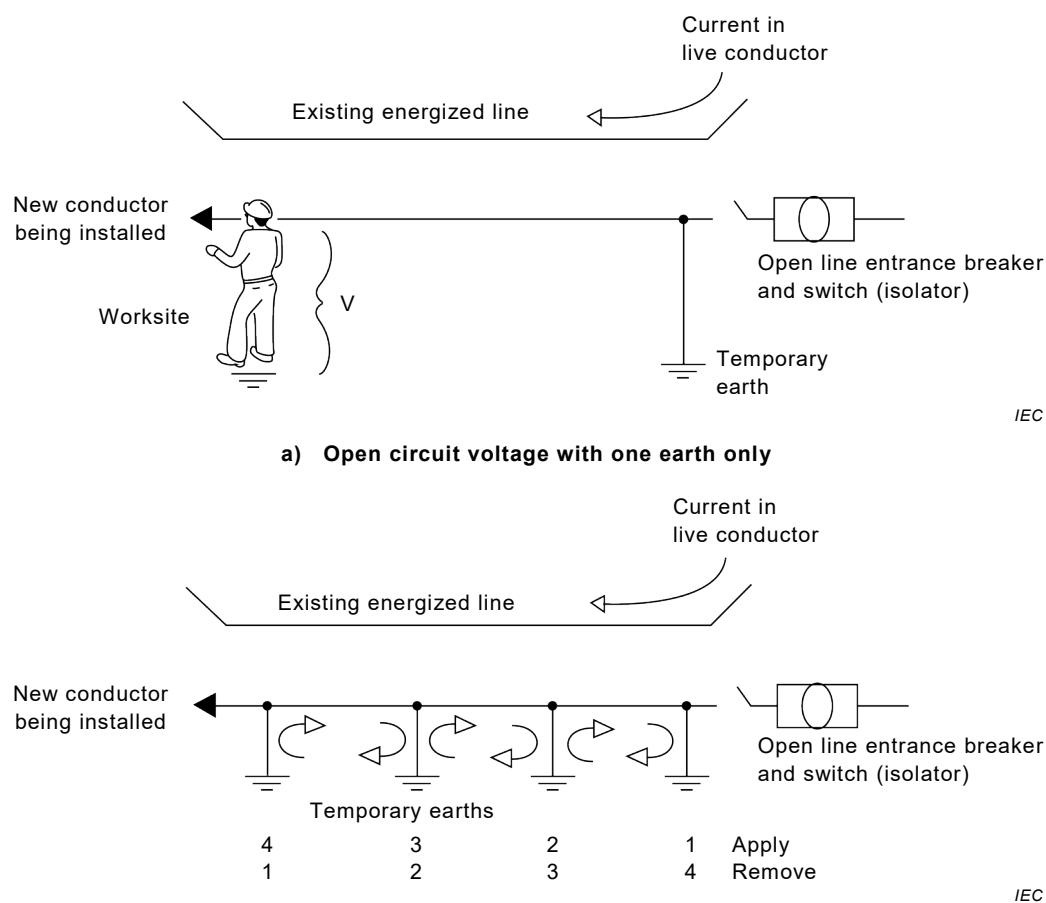 Current in
live conductor
Existing energized line
New conductor
being installed
Open line entrance breaker
and switch (isolator)
Worksite
V
Temporary
earth
IEC
a) Open circuit voltage with one earth only
Current in
live conductor
Existing energized line
New conductor
being installed
Open line entrance breaker
and switch (isolator)
Temporary earths
4 3 2 1 Apply
1 2 3 4 Remove
IEC